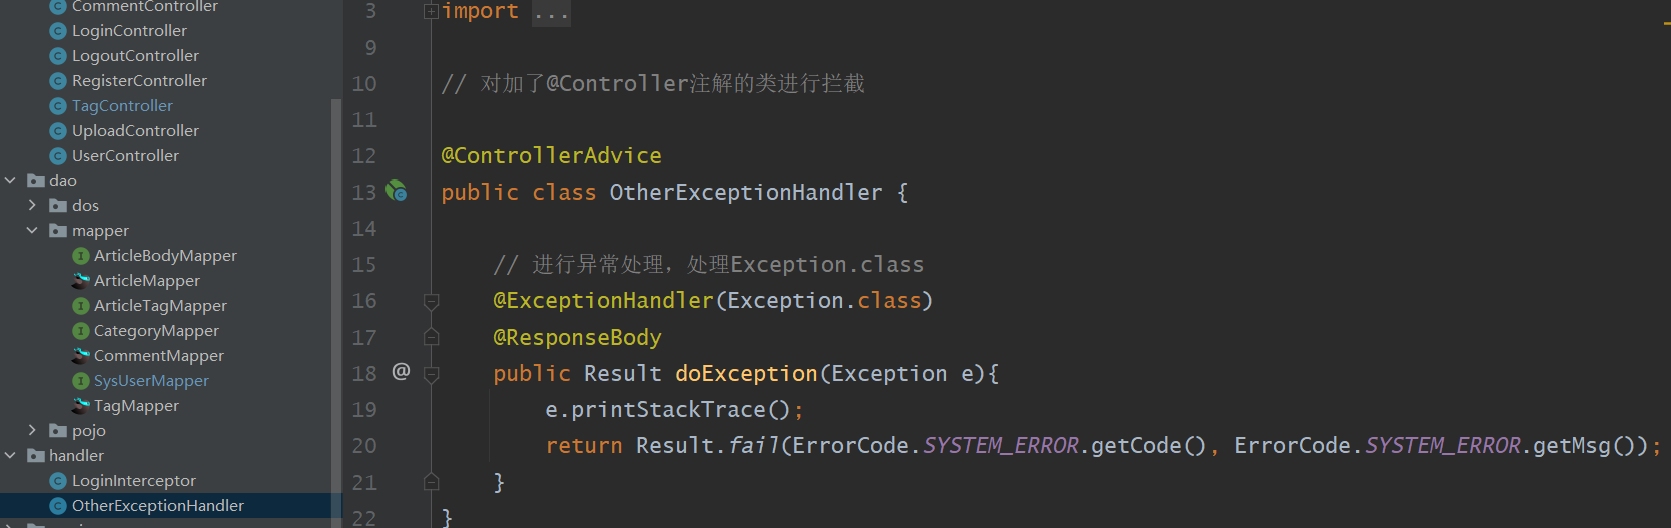 CommentController
LoginController
LogoutController
RegisterController
TagController
UploadController
UserController
dao
dos
mapper
ArticleBodyMapper
ArticleMapper
ArticleTagMapper
CategoryMapper
CommentMapper
SysUserMapper
TagMapper
pojo
handler
LoginInterceptor
OtherExceptionHandler
3 import ...
9
10 // 对加了@Controller注解的类进行拦截
11
12 @ControllerAdvice
13 public class OtherExceptionHandler {
14
15 // 进行异常处理，处理Exception.class
16 @ExceptionHandler(Exception.class)
17 @ResponseBody
18 @ public Result doException(Exception e){
19 e.printStackTrace();
20 return Result.fail(ErrorCode.SYSTEM_ERROR.getCode(), ErrorCode.SYSTEM_ERROR.getMsg());
21 }
22 }